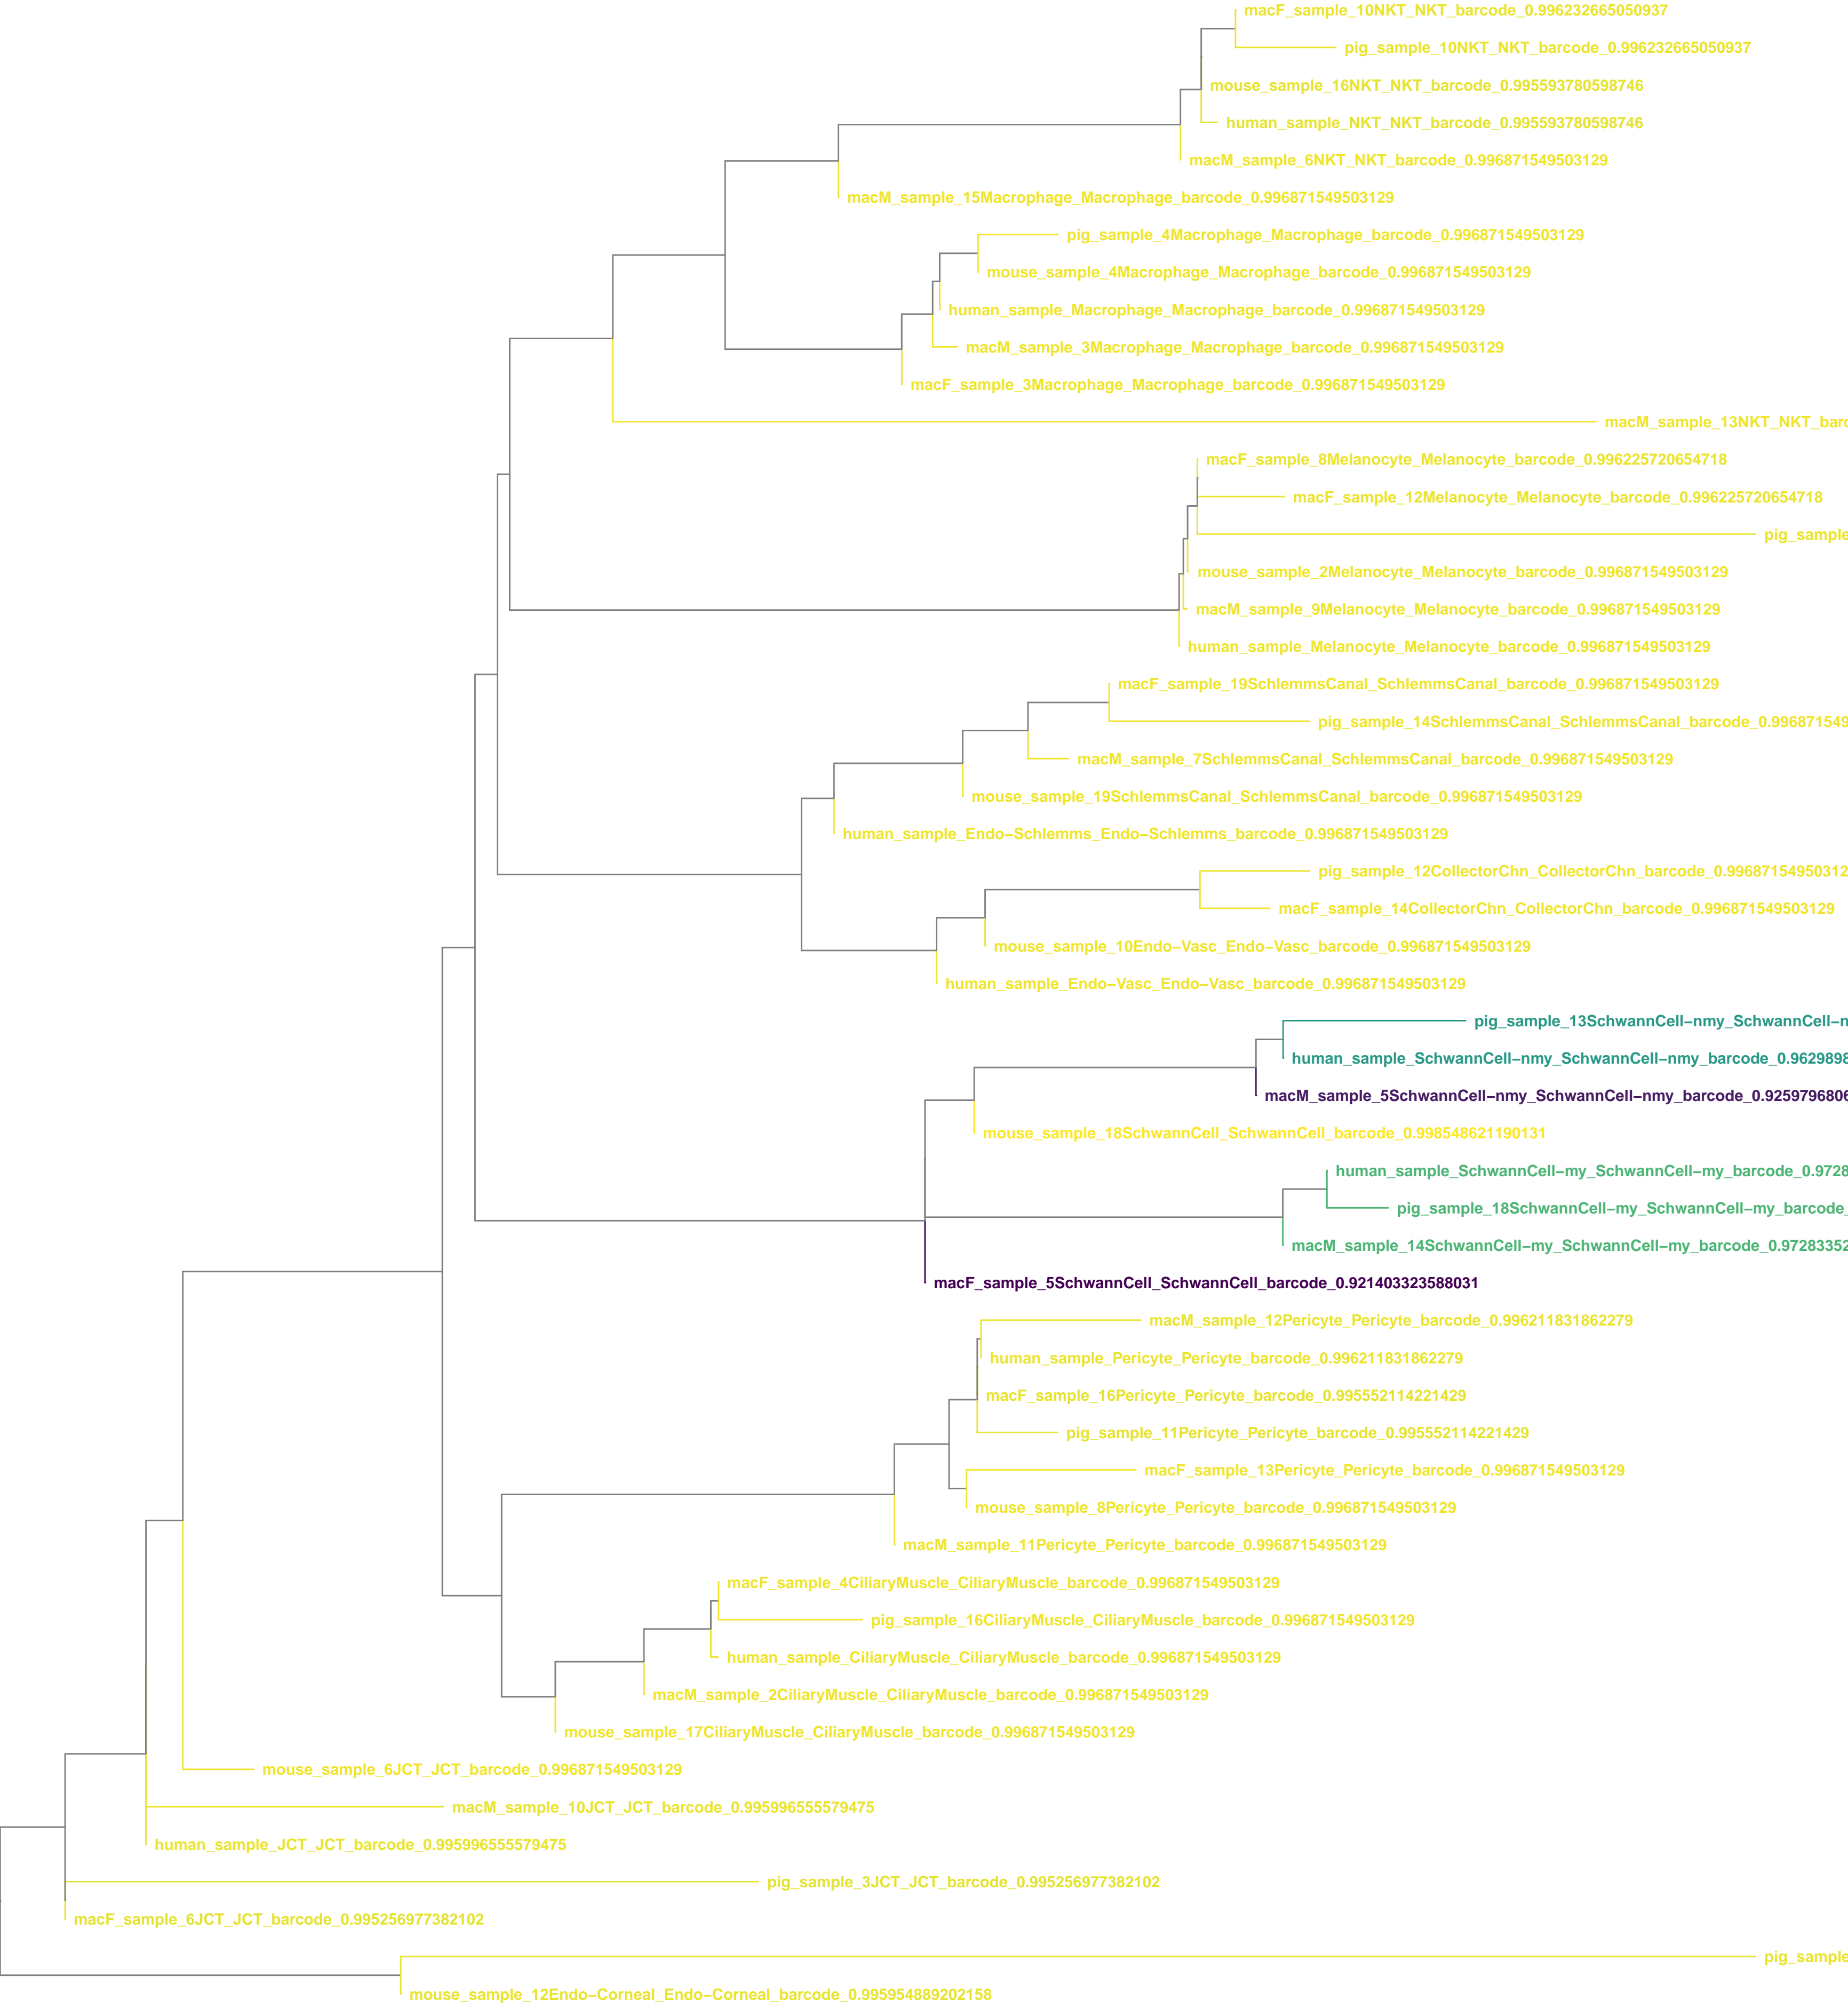 macF_sample_10NKT_NKT_barcode_0.996232665050937
pig_sample_10NKT_NKT_barcode_0.996232665050937
mouse_sample_16NKT_NKT_barcode_0.995593780598746
human_sample_NKT_NKT_barcode_0.995593780598746
macM_sample_6NKT_NKT_barcode_0.996871549503129
macM_sample_15Macrophage_Macrophage_barcode_0.996871549503129
pig_sample_4Macrophage_Macrophage_barcode_0.996871549503129
mouse_sample_4Macrophage_Macrophage_barcode_0.996871549503129
human_sample_Macrophage_Macrophage_barcode_0.996871549503129
macM_sample_3Macrophage_Macrophage_barcode_0.996871549503129
macF_sample_3Macrophage_Macrophage_barcode_0.996871549503129
macM_sample_13NKT_NKT_barc
macF_sample_8Melanocyte_Melanocyte_barcode_0.996225720654718
macF_sample_12Melanocyte_Melanocyte_barcode_0.996225720654718
pig_sample
mouse_sample_2Melanocyte_Melanocyte_barcode_0.996871549503129
macM_sample_9Melanocyte_Melanocyte_barcode_0.996871549503129
human_sample_Melanocyte_Melanocyte_barcode_0.996871549503129
macF_sample_19SchlemmsCanal_SchlemmsCanal_barcode_0.996871549503129
pig_sample_14SchlemmsCanal_SchlemmsCanal_barcode_0.996871549
macM_sample_7SchlemmsCanal_SchlemmsCanal_barcode_0.996871549503129
mouse_sample_19SchlemmsCanal_SchlemmsCanal_barcode_0.996871549503129
human_sample_Endo−Schlemms_Endo−Schlemms_barcode_0.996871549503129
pig_sample_12CollectorChn_CollectorChn_barcode_0.99687154950312
macF_sample_14CollectorChn_CollectorChn_barcode_0.996871549503129
mouse_sample_10Endo−Vasc_Endo−Vasc_barcode_0.996871549503129
human_sample_Endo−Vasc_Endo−Vasc_barcode_0.996871549503129
pig_sample_13SchwannCell−nmy_SchwannCell−n
human_sample_SchwannCell−nmy_SchwannCell−nmy_barcode_0.9629898
macM_sample_5SchwannCell−nmy_SchwannCell−nmy_barcode_0.9259796806
mouse_sample_18SchwannCell_SchwannCell_barcode_0.998548621190131
human_sample_SchwannCell−my_SchwannCell−my_barcode_0.9728
pig_sample_18SchwannCell−my_SchwannCell−my_barcode_
macM_sample_14SchwannCell−my_SchwannCell−my_barcode_0.97283352
macF_sample_5SchwannCell_SchwannCell_barcode_0.921403323588031
macM_sample_12Pericyte_Pericyte_barcode_0.996211831862279
human_sample_Pericyte_Pericyte_barcode_0.996211831862279
macF_sample_16Pericyte_Pericyte_barcode_0.995552114221429
pig_sample_11Pericyte_Pericyte_barcode_0.995552114221429
macF_sample_13Pericyte_Pericyte_barcode_0.996871549503129
mouse_sample_8Pericyte_Pericyte_barcode_0.996871549503129
macM_sample_11Pericyte_Pericyte_barcode_0.996871549503129
macF_sample_4CiliaryMuscle_CiliaryMuscle_barcode_0.996871549503129
pig_sample_16CiliaryMuscle_CiliaryMuscle_barcode_0.996871549503129
human_sample_CiliaryMuscle_CiliaryMuscle_barcode_0.996871549503129
macM_sample_2CiliaryMuscle_CiliaryMuscle_barcode_0.996871549503129
mouse_sample_17CiliaryMuscle_CiliaryMuscle_barcode_0.996871549503129
mouse_sample_6JCT_JCT_barcode_0.996871549503129
macM_sample_10JCT_JCT_barcode_0.995996555579475
human_sample_JCT_JCT_barcode_0.995996555579475
pig_sample_3JCT_JCT_barcode_0.995256977382102
macF_sample_6JCT_JCT_barcode_0.995256977382102
pig_sample
mouse_sample_12Endo−Corneal_Endo−Corneal_barcode_0.995954889202158